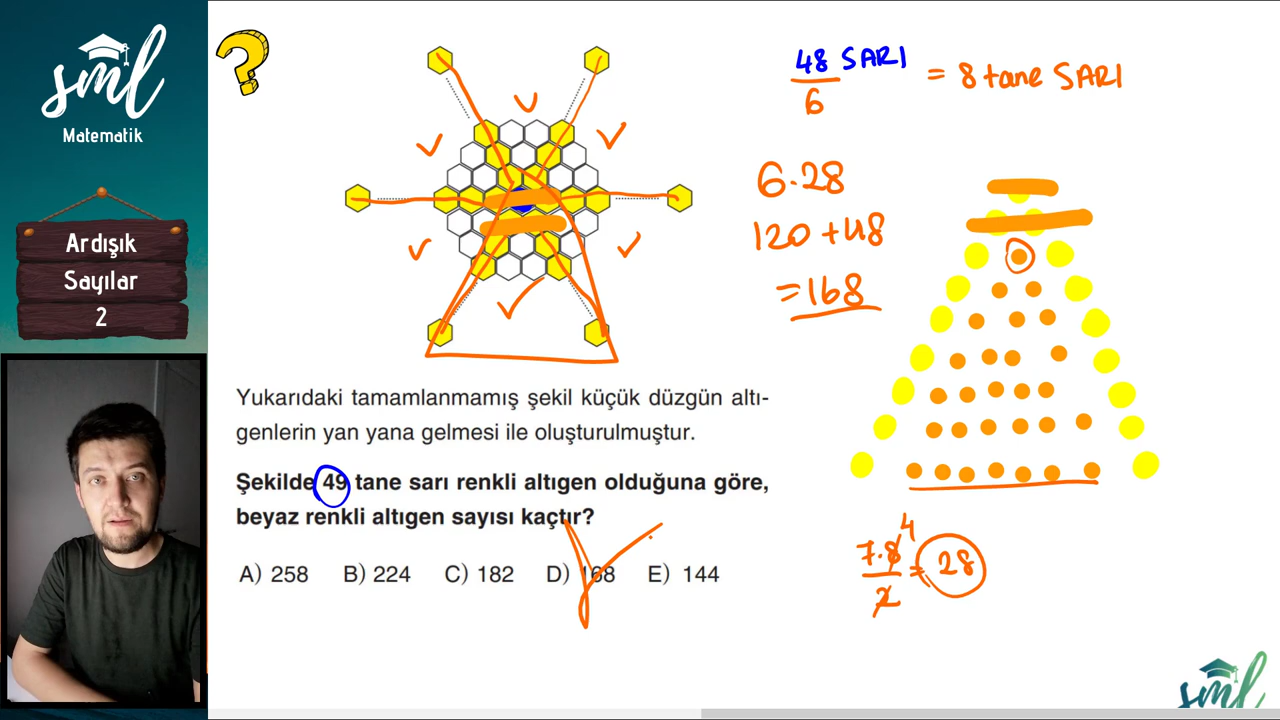 sml
Matematik
Ardışık
Sayılar
2
?
48 SARI
6
= 8 tane SARI
6.28
120 + 48
= 168
Yukarıdaki tamamlanmamış şekil küçük düzgün altı-
genlerin yan yana gelmesi ile oluşturulmuştur.
Şekilde 49 tane sarı renkli altıgen olduğuna göre,
beyaz renkli altıgen sayısı kaçtır?
A) 258 B) 224 C) 182 D) 168 E) 144
4
7.8
2
= 28
sml